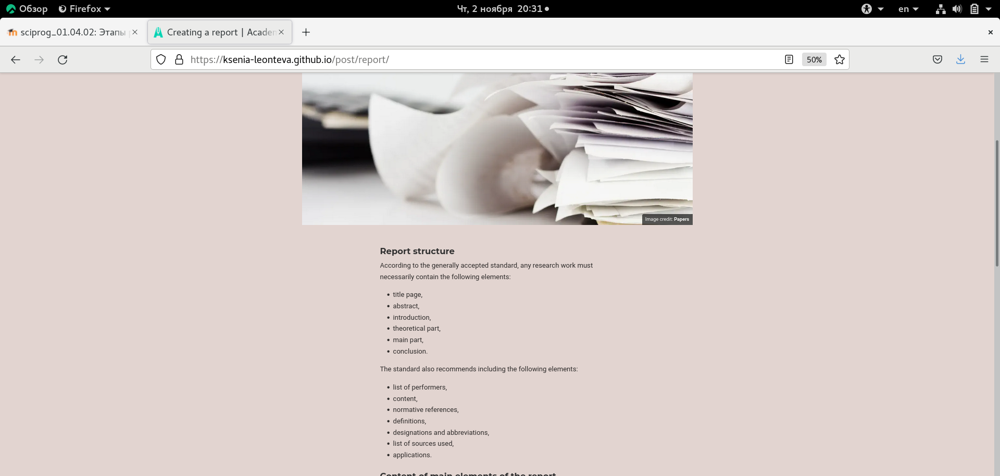 Обзор Firefox Чт, 2 ноября 20:31 en
sciprog_01.04.02: Этапы Creating a report | Academ
https://ksenia-leonteva.github.io/post/report/ 50%
Image credit: Papers
Report structure
According to the generally accepted standard, any research work must
necessarily contain the following elements:
• title page,
• abstract,
• introduction,
• theoretical part,
• main part,
• conclusion.
The standard also recommends including the following elements:
• list of performers,
• content,
• normative references,
• definitions,
• designations and abbreviations,
• list of sources used,
• applications.
Content of main elements of the report